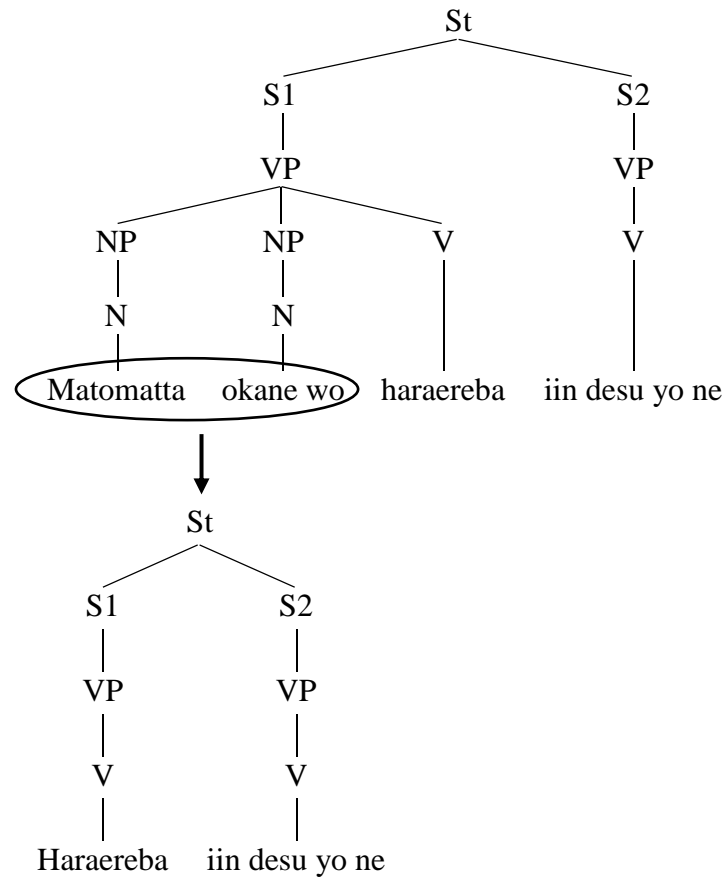 St
S1 S2
VP VP
NP NP V V
N N
Matomatta okane wo haraereba iin desu yo ne
St
S1 S2
VP VP
V V
Haraereba iin desu yo ne